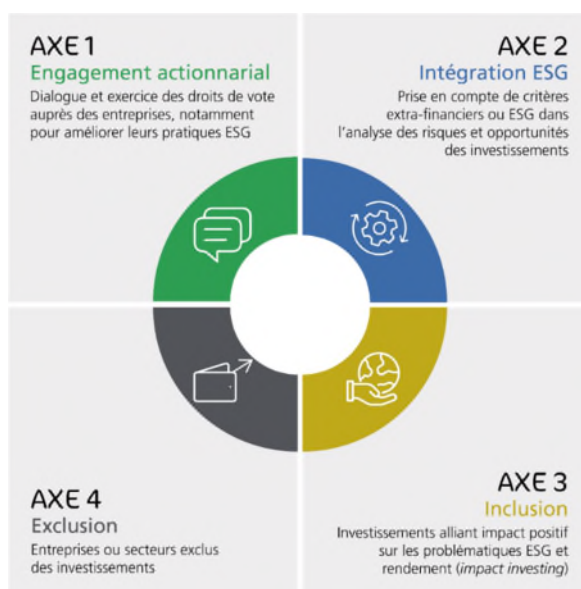 AXE 1
Engagement actionnarial
Dialogue et exercice des droits de vote
auprès des entreprises, notamment
pour améliorer leurs pratiques ESG
AXE 2
Intégration ESG
Prise en compte de critères
extra-financiers ou ESG dans
l'analyse des risques et opportunités
des investissements
AXE 4
Exclusion
Entreprises ou secteurs exclus
des investissements
AXE 3
Inclusion
Investissements alliant impact positif
sur les problématiques ESG et
rendement (impact investing)